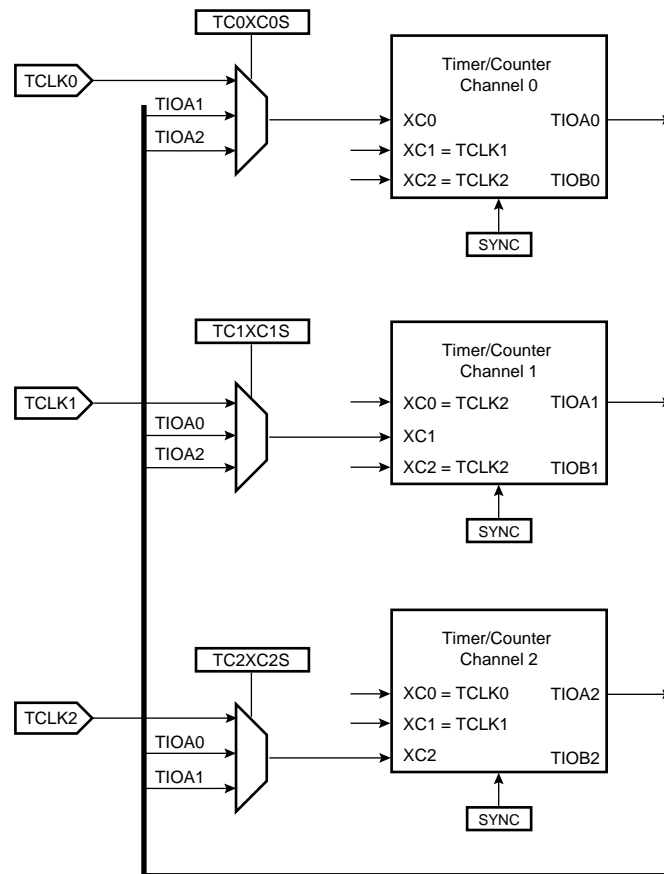 TC0XC0S
TCLK0
TIOA1
TIOA2
Timer/Counter
Channel 0
XC0
TIOA0
XC1 = TCLK1
XC2 = TCLK2
TIOB0
SYNC
TC1XC1S
TCLK1
TIOA0
TIOA2
Timer/Counter
Channel 1
XC0 = TCLK2
TIOA1
XC1
XC2 = TCLK2
TIOB1
SYNC
TC2XC2S
TCLK2
TIOA0
TIOA1
Timer/Counter
Channel 2
XC0 = TCLK0
TIOA2
XC1 = TCLK1
XC2
TIOB2
SYNC